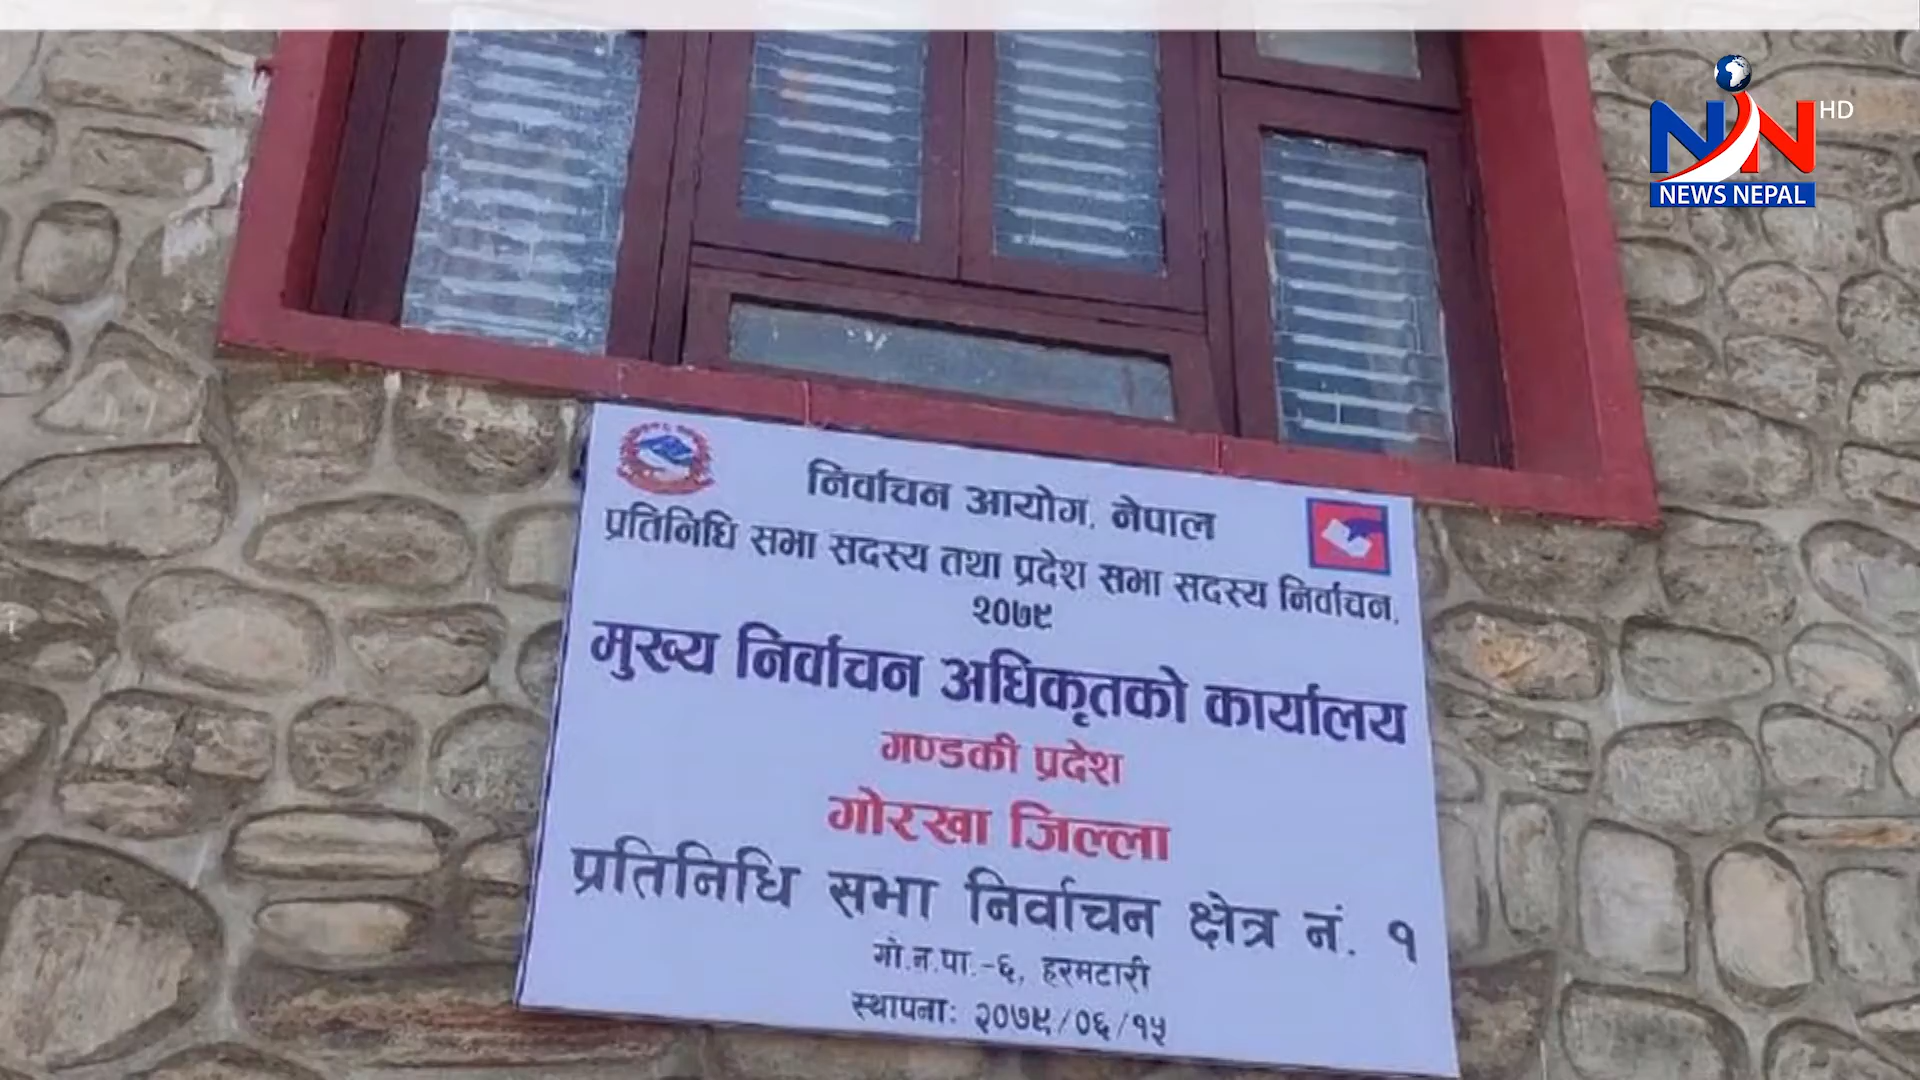 NN HD
NEWS NEPAL
निर्वाचन आयोग, नेपाल
प्रतिनिधि सभा सदस्य तथा प्रदेश सभा सदस्य निर्वाचन,
२०७९
मुख्य निर्वाचन अधिकृतको कार्यालय
गण्डकी प्रदेश
गोरखा जिल्ला
प्रतिनिधि सभा निर्वाचन क्षेत्र नं. १
गो.न.पा.-६, हरमटारी
स्थापना: २०७९/०६/१५